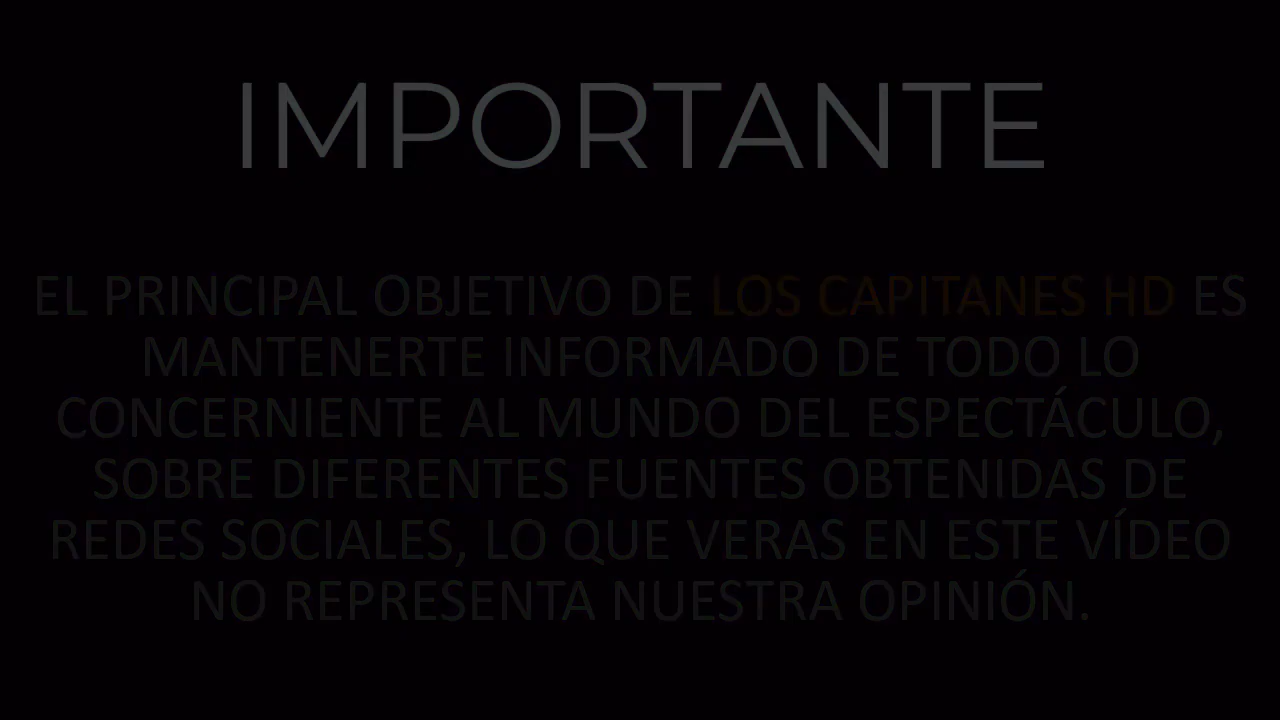 IMPORTANTE
EL PRINCIPAL OBJETIVO DE LOS CAPITANES HD ES
MANTENERTE INFORMADO DE TODO LO
CONCERNIENTE AL MUNDO DEL ESPECTÁCULO,
SOBRE DIFERENTES FUENTES OBTENIDAS DE
REDES SOCIALES, LO QUE VERAS EN ESTE VÍDEO
NO REPRESENTA NUESTRA OPINIÓN.